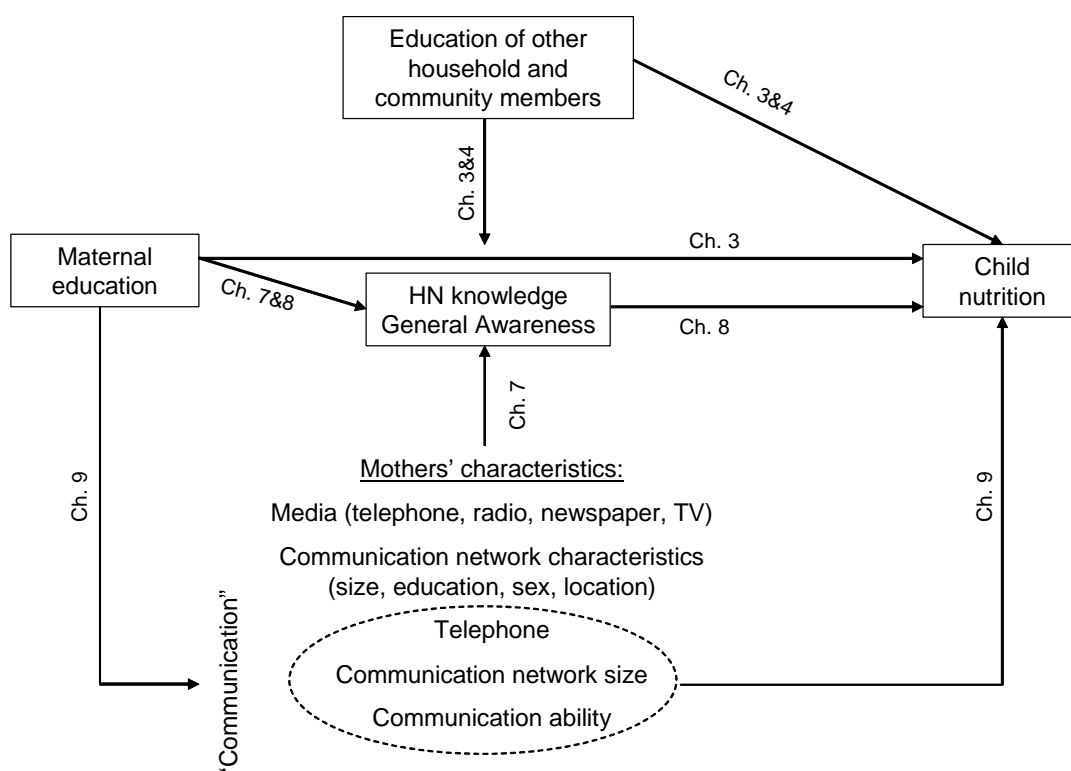 Education of other
household and
community members
Ch. 3&4
Ch. 3&4
Ch. 3
Maternal
education
Child
nutrition
Ch. 7&8
HN knowledge
General Awareness
Ch. 8
Ch. 7
Ch. 9
Ch. 9
Mothers’ characteristics:
Media (telephone, radio, newspaper, TV)
Communication network characteristics
(size, education, sex, location)
“Communication”
Telephone
Communication network size
Communication ability